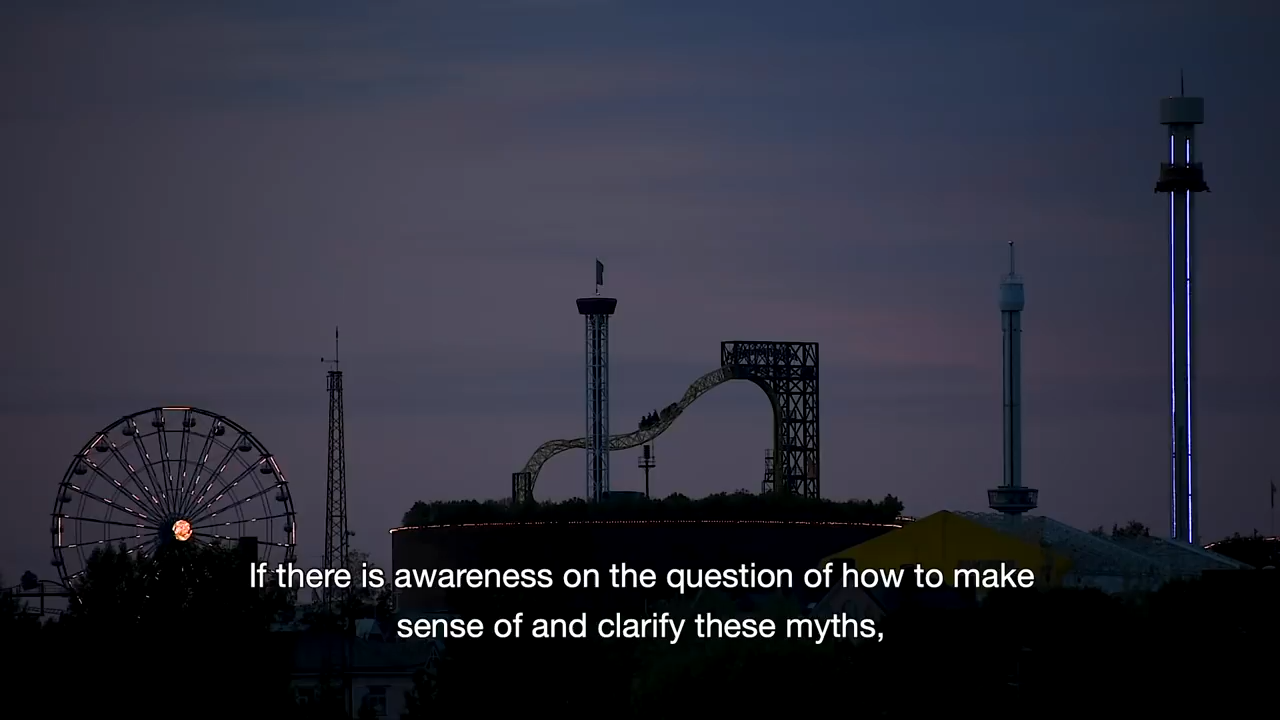 If there is awareness on the question of how to make
sense of and clarify these myths,